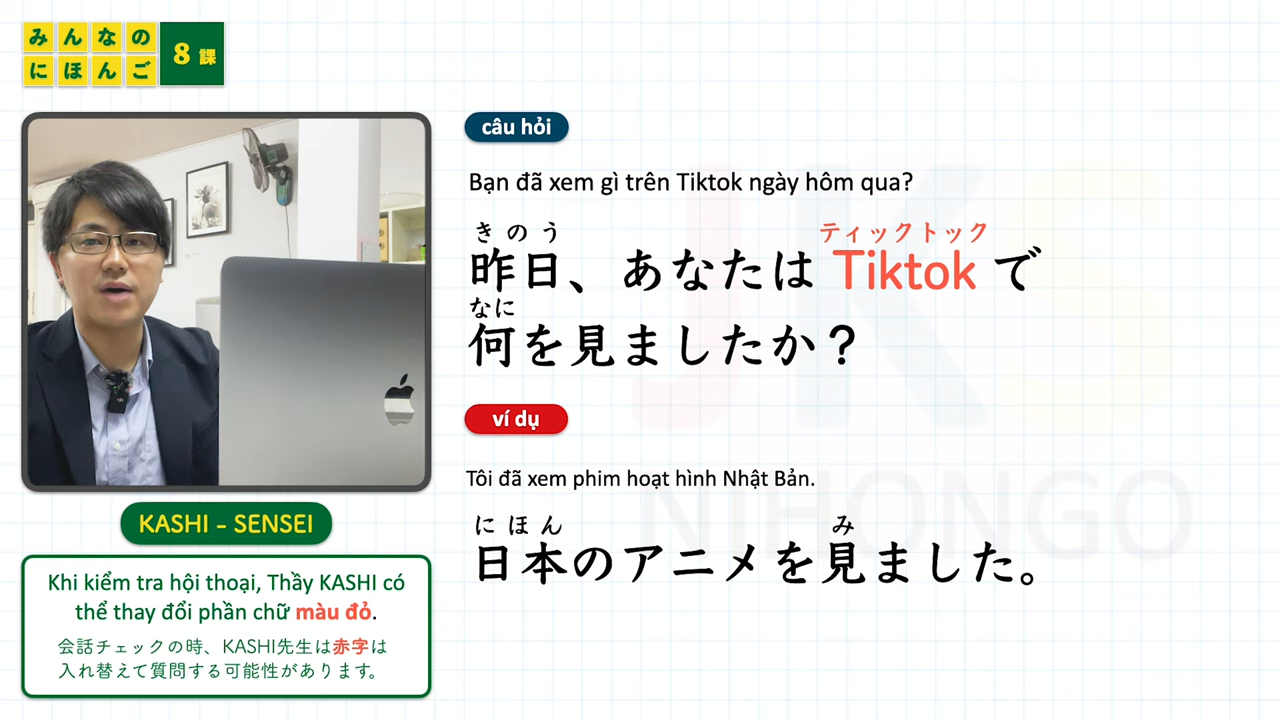 みんなの
にほんご
8 課
câu hỏi
Bạn đã xem gì trên Tiktok ngày hôm qua?
きのう ティックトック
昨日、あなたは Tiktok で
なに
何を見ましたか？
ví dụ
Tôi đã xem phim hoạt hình Nhật Bản.
にほん み
日本のアニメを見ました。
KASHI - SENSEI
Khi kiểm tra hội thoại, Thầy KASHI có
thể thay đổi phần chữ màu đỏ.
会話チェックの時、KASHI先生は赤字は
入れ替えて質問する可能性があります。
JKS
NIHONGO